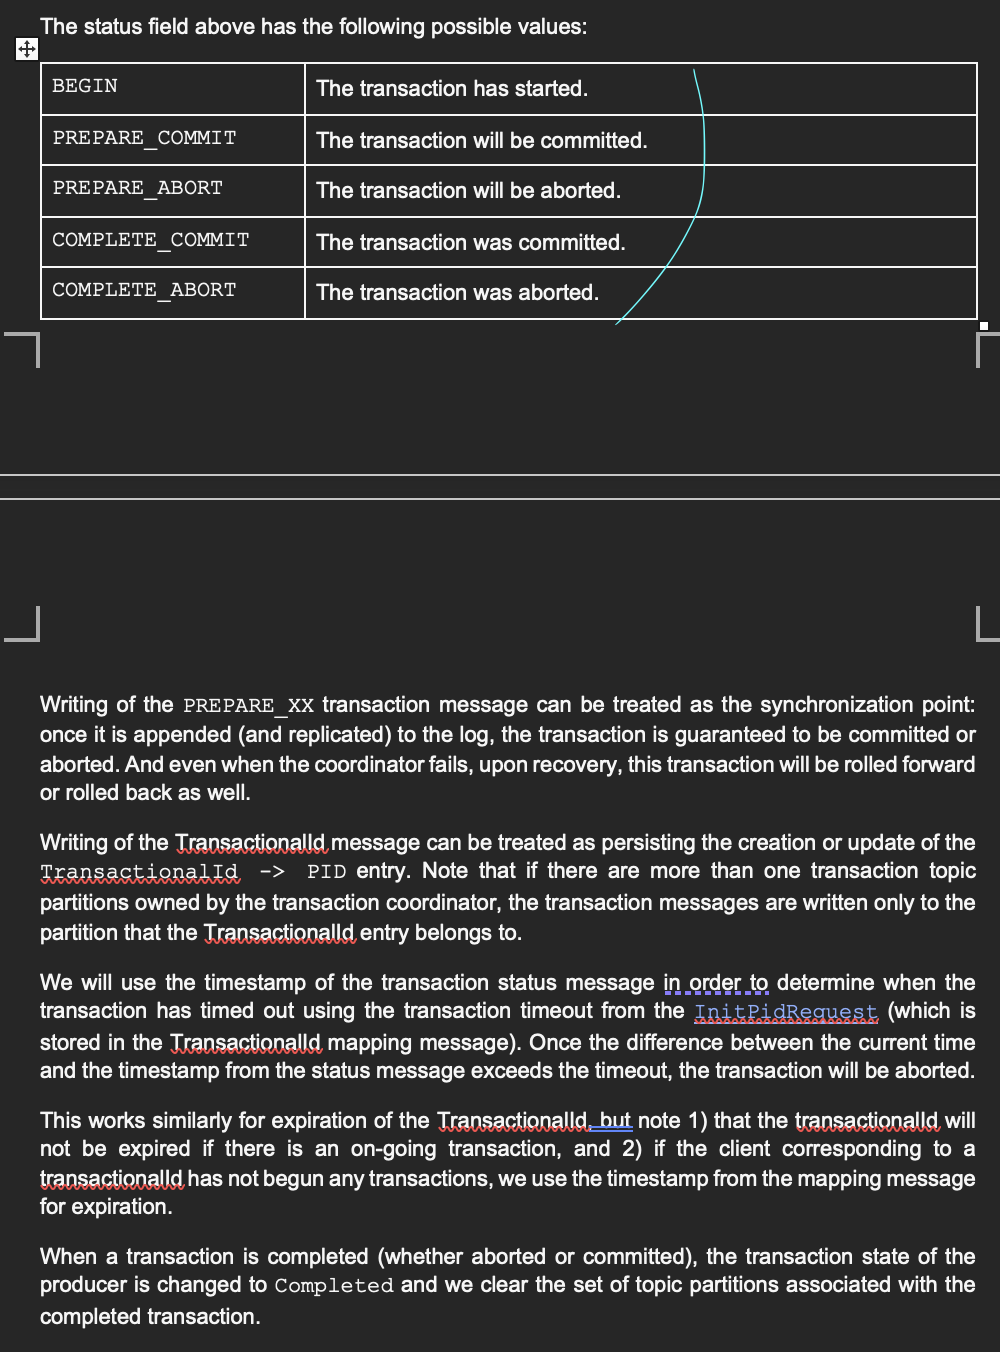 The status field above has the following possible values:
BEGIN The transaction has started.
PREPARE_COMMIT The transaction will be committed.
PREPARE_ABORT The transaction will be aborted.
COMPLETE_COMMIT The transaction was committed.
COMPLETE_ABORT The transaction was aborted.
Writing of the PREPARE_XX transaction message can be treated as the synchronization point:
once it is appended (and replicated) to the log, the transaction is guaranteed to be committed or
aborted. And even when the coordinator fails, upon recovery, this transaction will be rolled forward
or rolled back as well.
Writing of the TransactionalId message can be treated as persisting the creation or update of the
TransactionalId -> PID entry. Note that if there are more than one transaction topic
partitions owned by the transaction coordinator, the transaction messages are written only to the
partition that the TransactionalId entry belongs to.
We will use the timestamp of the transaction status message in order to determine when the
transaction has timed out using the transaction timeout from the InitPidRequest (which is
stored in the TransactionalId mapping message). Once the difference between the current time
and the timestamp from the status message exceeds the timeout, the transaction will be aborted.
This works similarly for expiration of the TransactionalId, but note 1) that the transactionalId will
not be expired if there is an on-going transaction, and 2) if the client corresponding to a
transactionalId has not begun any transactions, we use the timestamp from the mapping message
for expiration.
When a transaction is completed (whether aborted or committed), the transaction state of the
producer is changed to Completed and we clear the set of topic partitions associated with the
completed transaction.